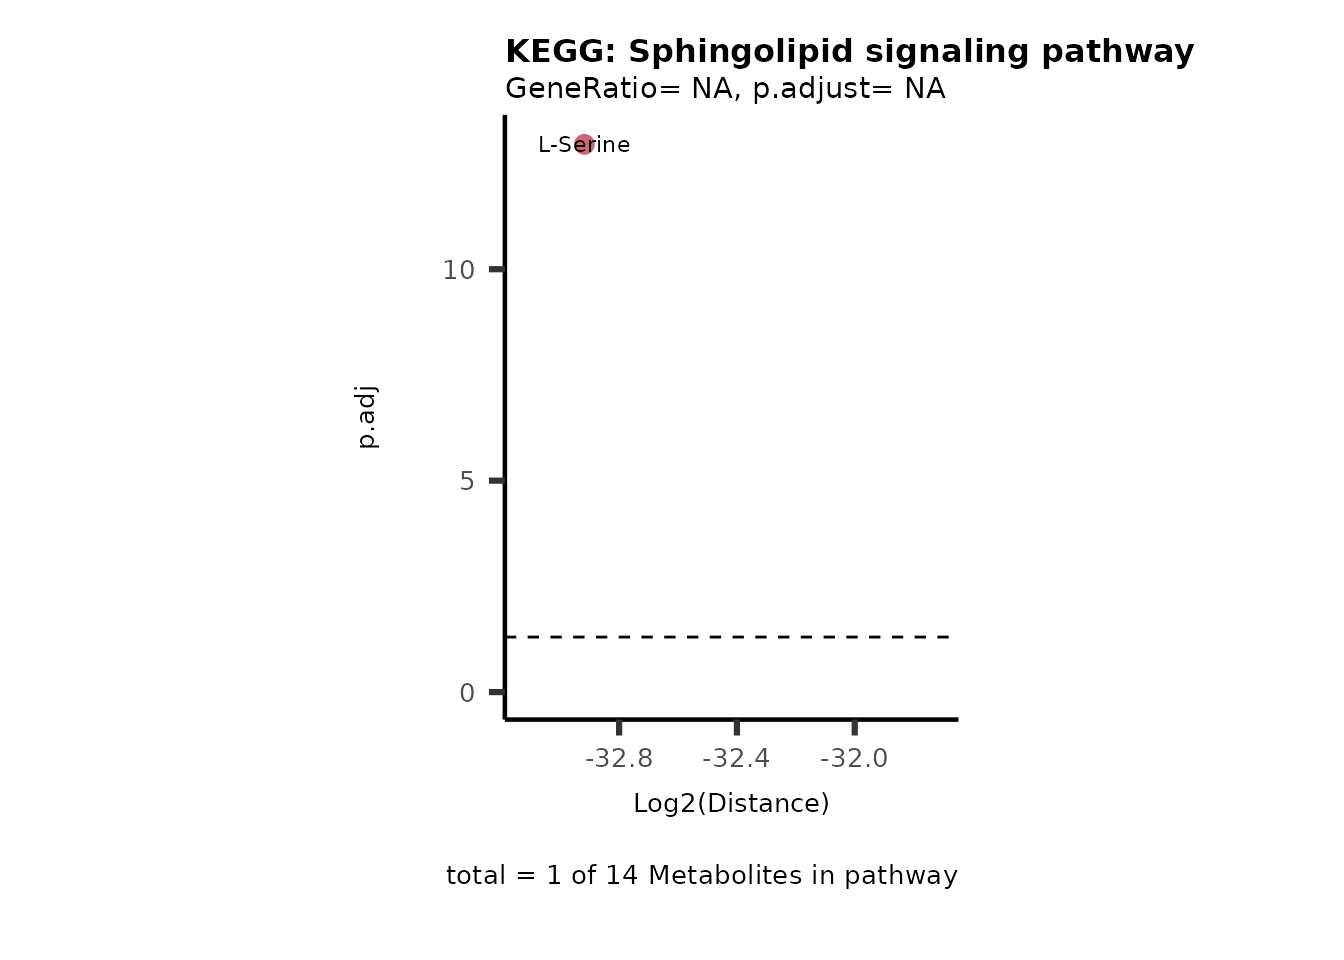 KEGG: Sphingolipid signaling pathway
GeneRatio= NA, p.adjust= NA
L-Serine
10
5
0
p.adj
-32.8
-32.4
-32.0
Log2(Distance)
total = 1 of 14 Metabolites in pathway